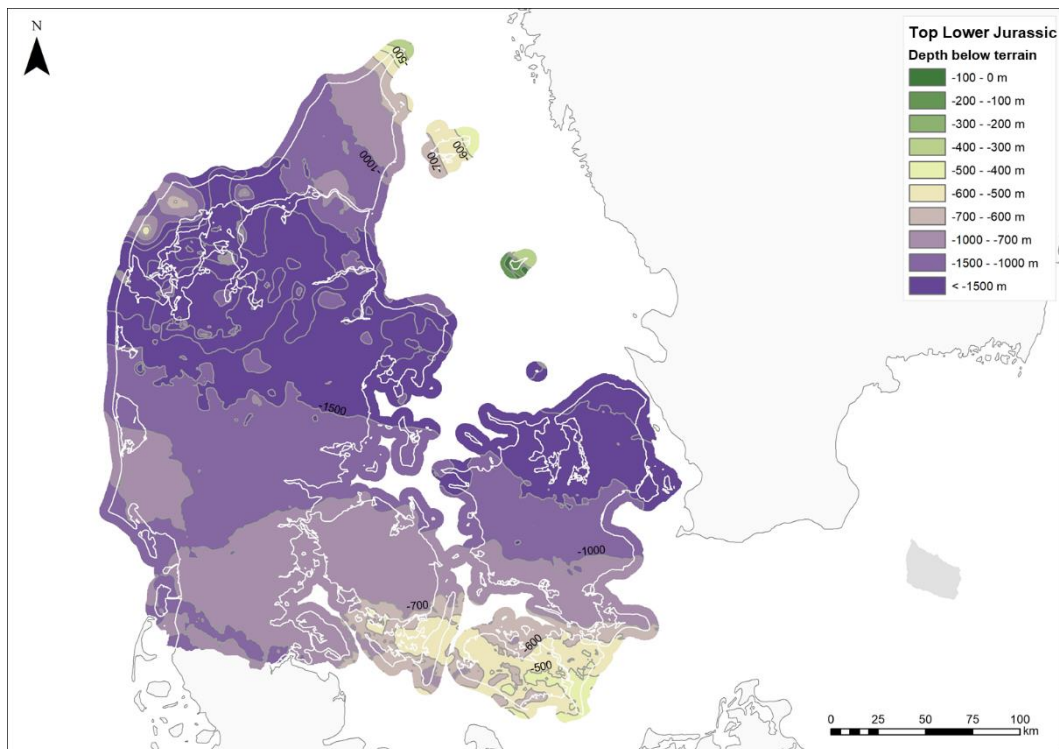 N
Top Lower Jurassic
Depth below terrain
-100 - 0 m
-200 - -100 m
-300 - -200 m
-400 - -300 m
-500 - -400 m
-600 - -500 m
-700 - -600 m
-1000 - -700 m
-1500 - -1000 m
< -1500 m
-500
-1000
-700
-600
-1500
-1000
-700
-600
-500
0 25 50 75 100
km